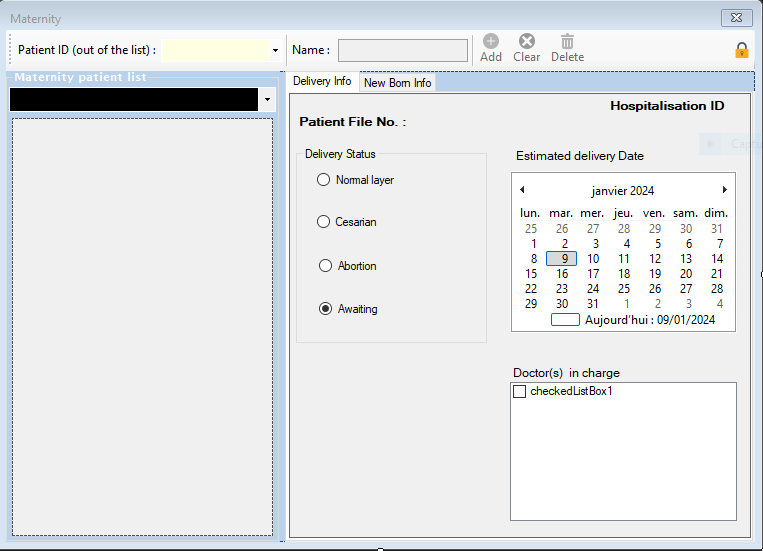 Maternity
Patient ID (out of the list) :
Name :
Add
Clear
Delete
Maternity patient list
Delivery Info
New Born Info
Hospitalisation ID
Patient File No. :
Delivery Status
Normal layer
Cesarian
Abortion
Awaiting
Estimated delivery Date
janvier 2024
lun. mar. mer. jeu. ven. sam. dim.
25 26 27 28 29 30 31
1 2 3 4 5 6 7
8 9 10 11 12 13 14
15 16 17 18 19 20 21
22 23 24 25 26 27 28
29 30 31 1 2 3 4
Aujourd'hui : 09/01/2024
Doctor(s) in charge
checkedListBox1